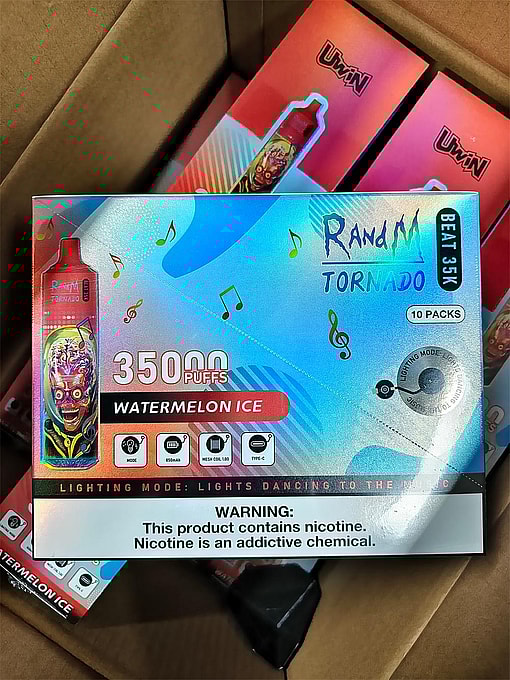 UWiN
UWiN
RANDM
TORNADO
BEAT 35K
10 PACKS
RANDM
TORNADO
35000
PUFFS
WATERMELON ICE
MODE
850MAH
MESH COIL 1.0Ω
TYPE-C
LIGHTING MODE: LIGHTS DANCING TO THE MUSIC
WARNING:
This product contains nicotine.
Nicotine is an addictive chemical.
WATERMELON ICE